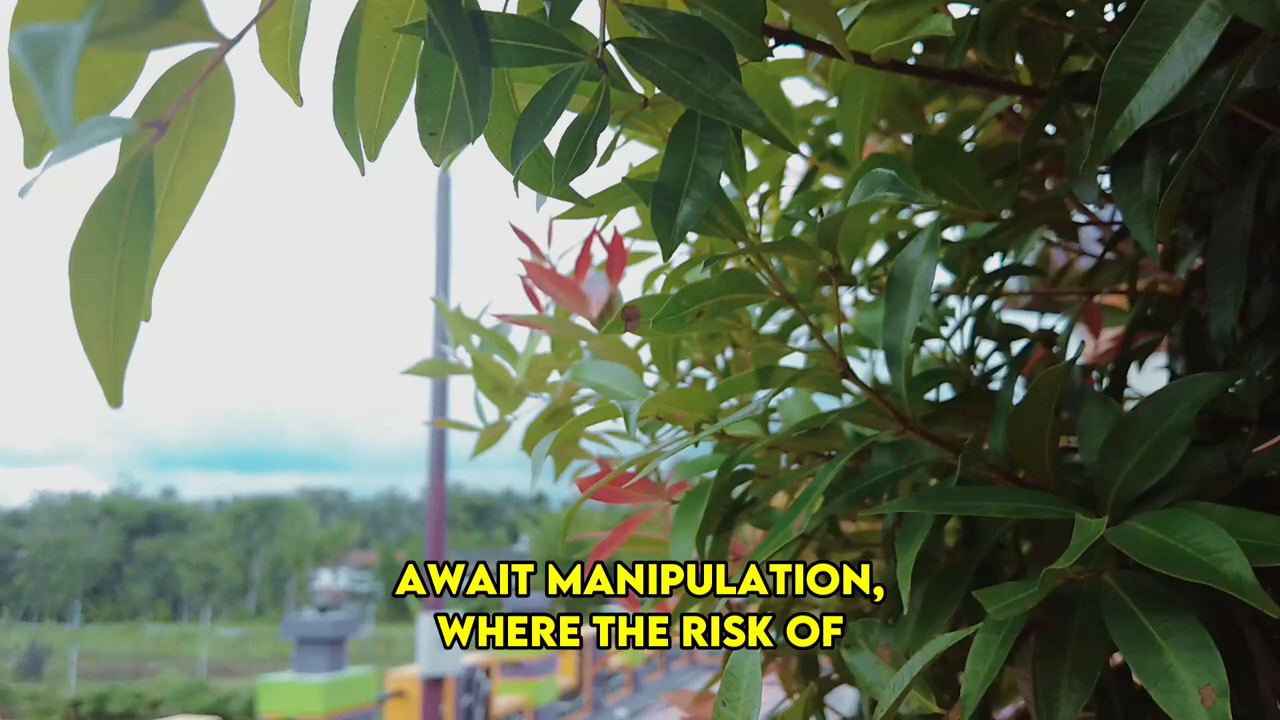 AWAIT MANIPULATION,
WHERE THE RISK OF